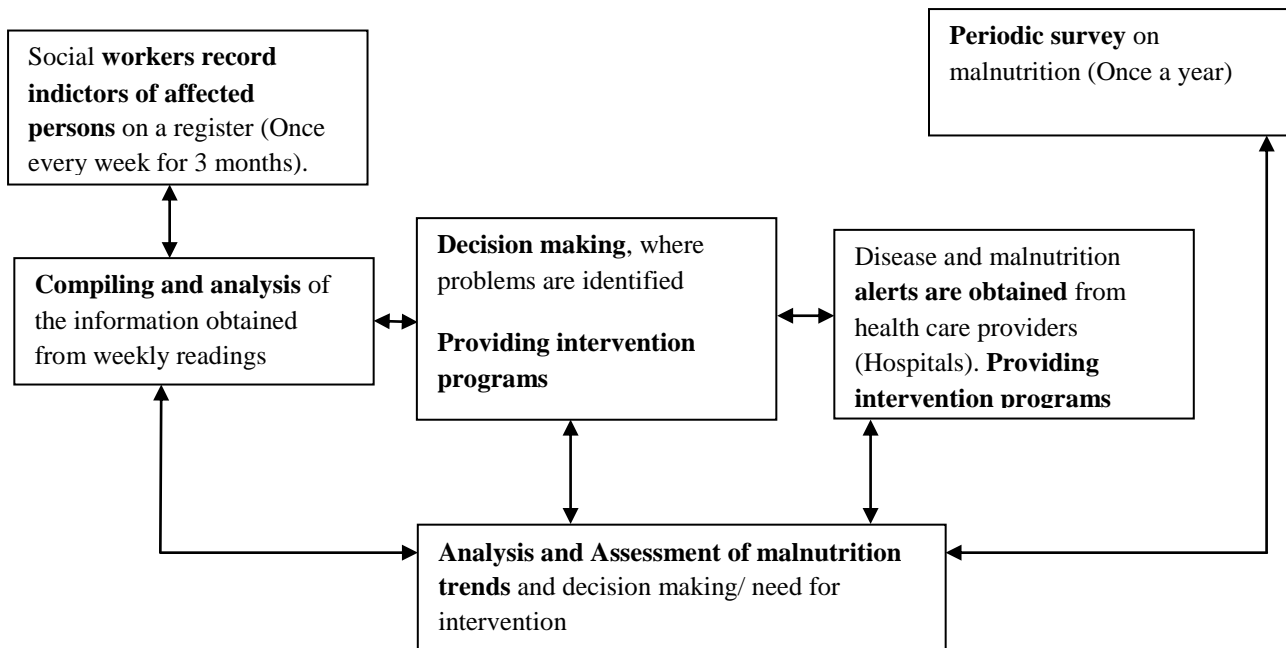 Social workers record
indictors of affected
persons on a register (Once
every week for 3 months).
Periodic survey on
malnutrition (Once a year)
Compiling and analysis of
the information obtained
from weekly readings
Decision making, where
problems are identified
Providing intervention
programs
Disease and malnutrition
alerts are obtained from
health care providers
(Hospitals). Providing
intervention programs
Analysis and Assessment of malnutrition
trends and decision making/ need for
intervention